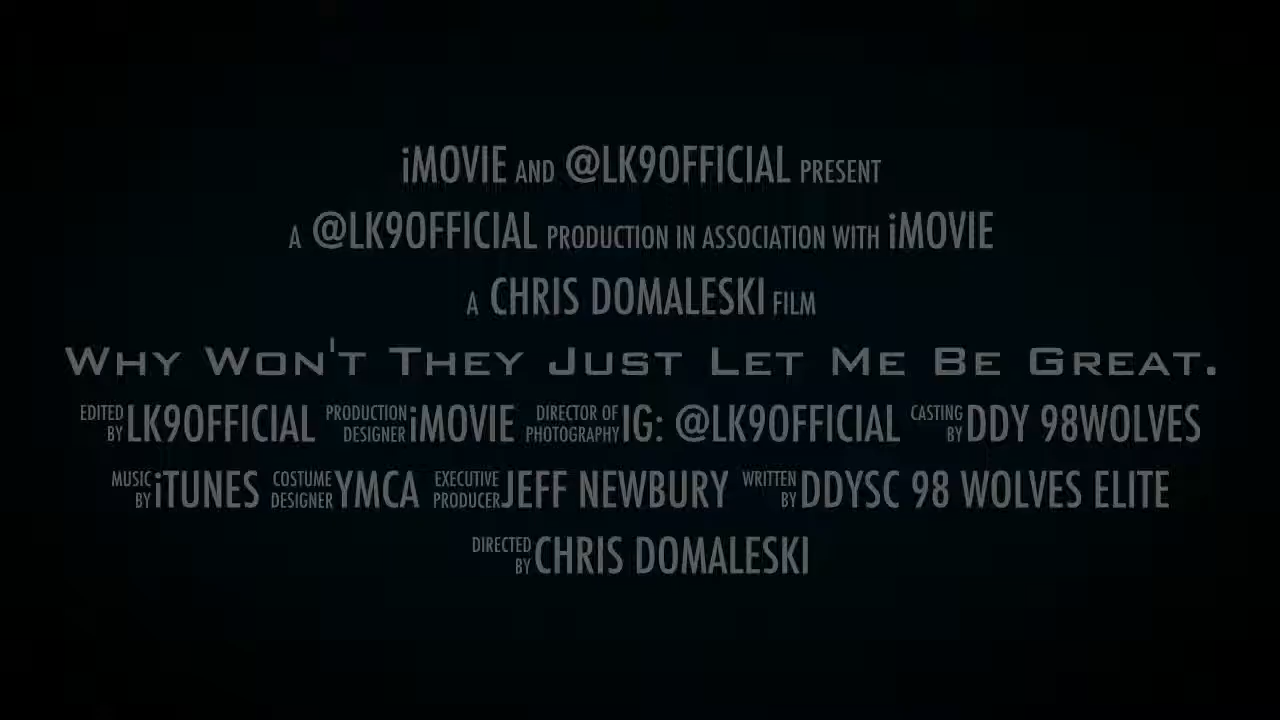 iMOVIE AND @LK9OFFICIAL PRESENT
A @LK9OFFICIAL PRODUCTION IN ASSOCIATION WITH iMOVIE
A CHRIS DOMALESKI FILM
WHY WON'T THEY JUST LET ME BE GREAT.
EDITED BY LK9OFFICIAL PRODUCTION DESIGNER iMOVIE DIRECTOR OF PHOTOGRAPHY IG: @LK9OFFICIAL CASTING BY DDY 98WOLVES
MUSIC BY iTUNES COSTUME DESIGNER YMCA EXECUTIVE PRODUCER JEFF NEWBURY WRITTEN BY DDYSC 98 WOLVES ELITE
DIRECTED BY CHRIS DOMALESKI